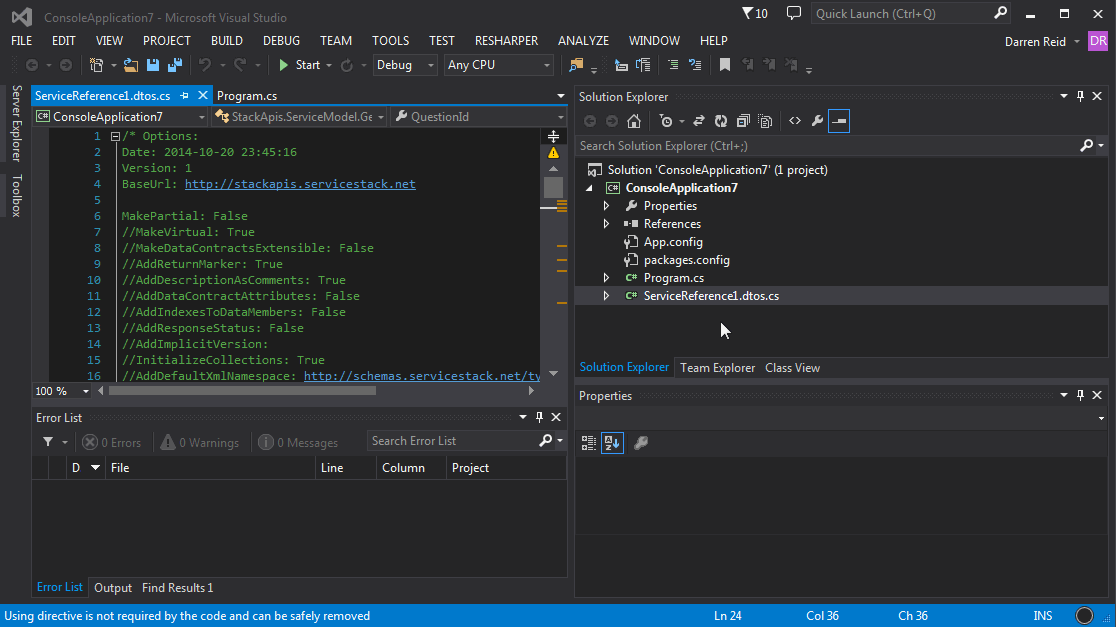 ConsoleApplication7 - Microsoft Visual Studio
10
Quick Launch (Ctrl+Q)
FILE EDIT VIEW PROJECT BUILD DEBUG TEAM TOOLS TEST RESHARPER ANALYZE WINDOW HELP
Darren Reid DR
Start Debug Any CPU
Server Explorer
Toolbox
ServiceReference1.dtos.cs Program.cs
C# ConsoleApplication7 StackApis.ServiceModel.Ge QuestionId
1 /* Options:
2 Date: 2014-10-20 23:45:16
3 Version: 1
4 BaseUrl: http://stackapis.servicestack.net
5
6 MakePartial: False
7 //MakeVirtual: True
8 //MakeDataContractsExtensible: False
9 //AddReturnMarker: True
10 //AddDescriptionAsComments: True
11 //AddDataContractAttributes: False
12 //AddIndexesToDataMembers: False
13 //AddResponseStatus: False
14 //AddImplicitVersion:
15 //InitializeCollections: True
16 //AddDefaultXmlNamespace: http://schemas.servicestack.net/ty
100 %
Error List
0 Errors 0 Warnings 0 Messages Search Error List
D File Line Column Project
Error List Output Find Results 1
Solution Explorer
Search Solution Explorer (Ctrl+;)
Solution 'ConsoleApplication7' (1 project)
C# ConsoleApplication7
Properties
References
App.config
packages.config
C# Program.cs
C# ServiceReference1.dtos.cs
Solution Explorer Team Explorer Class View
Properties
A
Z
Using directive is not required by the code and can be safely removed Ln 24 Col 36 Ch 36 INS